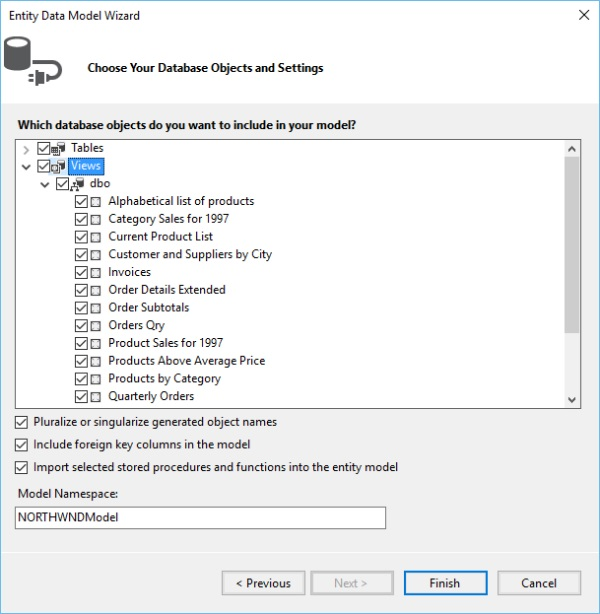 Entity Data Model Wizard
Choose Your Database Objects and Settings
Which database objects do you want to include in your model?
Tables
Views
dbo
Alphabetical list of products
Category Sales for 1997
Current Product List
Customer and Suppliers by City
Invoices
Order Details Extended
Order Subtotals
Orders Qry
Product Sales for 1997
Products Above Average Price
Products by Category
Quarterly Orders
Pluralize or singularize generated object names
Include foreign key columns in the model
Import selected stored procedures and functions into the entity model
Model Namespace:
NORTHWNDModel
< Previous Next > Finish Cancel